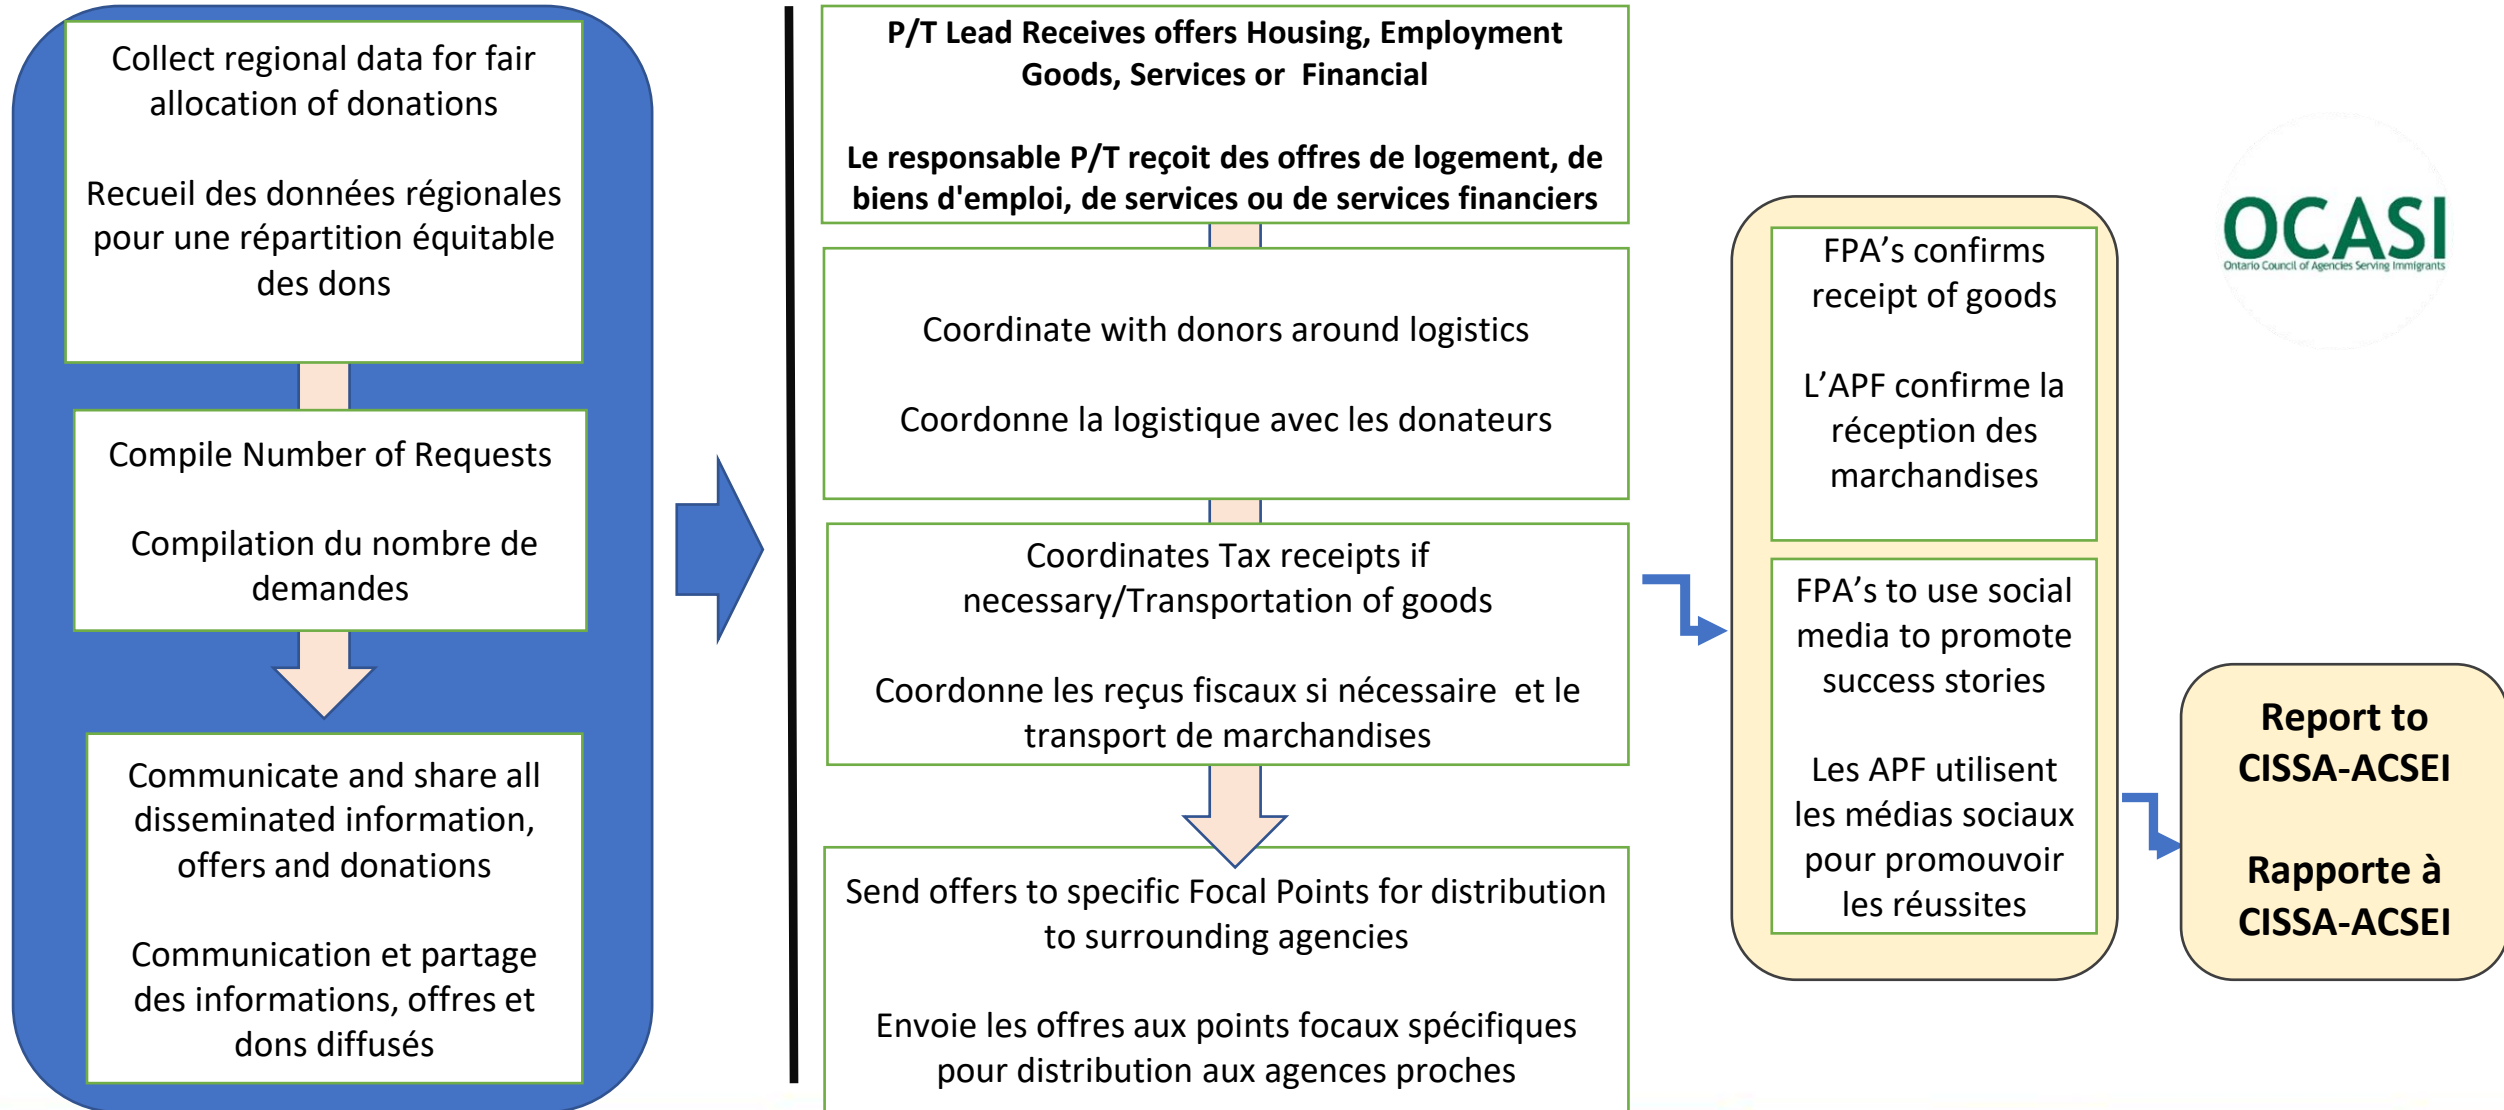 Collect regional data for fair
allocation of donations
Recueil des données régionales
pour une répartition équitable
des dons
Compile Number of Requests
Compilation du nombre de
demandes
Communicate and share all
disseminated information,
offers and donations
Communication et partage
des informations, offres et
dons diffusés
P/T Lead Receives offers Housing, Employment
Goods, Services or Financial
Le responsable P/T reçoit des offres de logement, de
biens d'emploi, de services ou de services financiers
Coordinate with donors around logistics
Coordonne la logistique avec les donateurs
Coordinates Tax receipts if
necessary/Transportation of goods
Coordonne les reçus fiscaux si nécessaire et le
transport de marchandises
Send offers to specific Focal Points for distribution
to surrounding agencies
Envoie les offres aux points focaux spécifiques
pour distribution aux agences proches
FPA’s confirms
receipt of goods
L’APF confirme la
réception des
marchandises
FPA’s to use social
media to promote
success stories
Les APF utilisent
les médias sociaux
pour promouvoir
les réussites
OCASI
Ontario Council of Agencies Serving Immigrants
Report to
CISSA-ACSEI
Rapporte à
CISSA-ACSEI